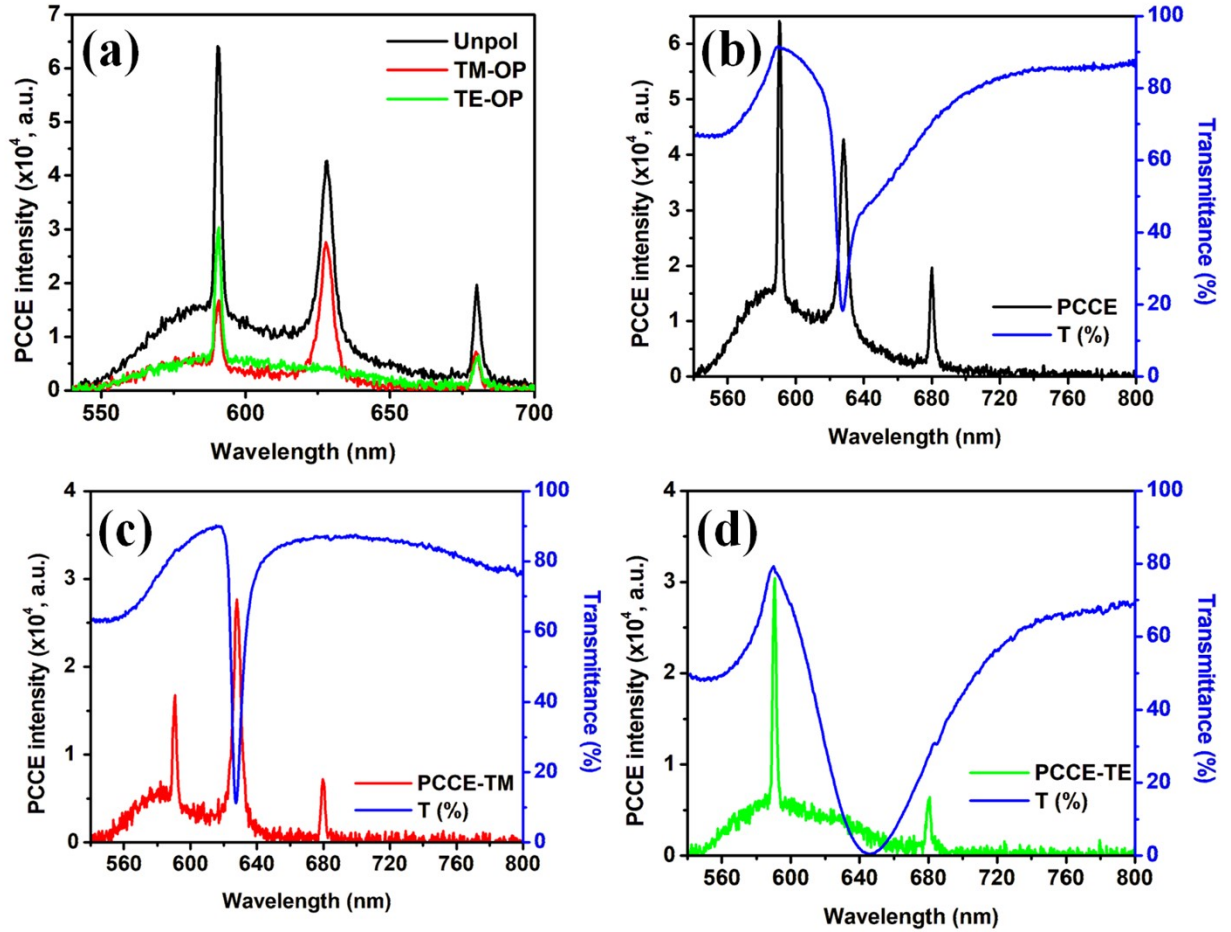 (a)
Unpol
TM-OP
TE-OP
PCCE intensity (x10⁴, a.u.)
7
6
5
4
3
2
1
0
550 600 650 700
Wavelength (nm)
(b)
PCCE intensity (x10⁴, a.u.)
6
5
4
3
2
1
0
100
80
60
40
20
0
Transmittance (%)
PCCE
T (%)
560 600 640 680 720 760 800
Wavelength (nm)
(c)
PCCE intensity (x10⁴, a.u.)
4
3
2
1
0
100
80
60
40
20
0
Transmittance (%)
PCCE-TM
T (%)
560 600 640 680 720 760 800
Wavelength (nm)
(d)
PCCE intensity (x10⁴, a.u.)
4
3
2
1
0
100
80
60
40
20
0
Transmittance (%)
PCCE-TE
T (%)
560 600 640 680 720 760 800
Wavelength (nm)